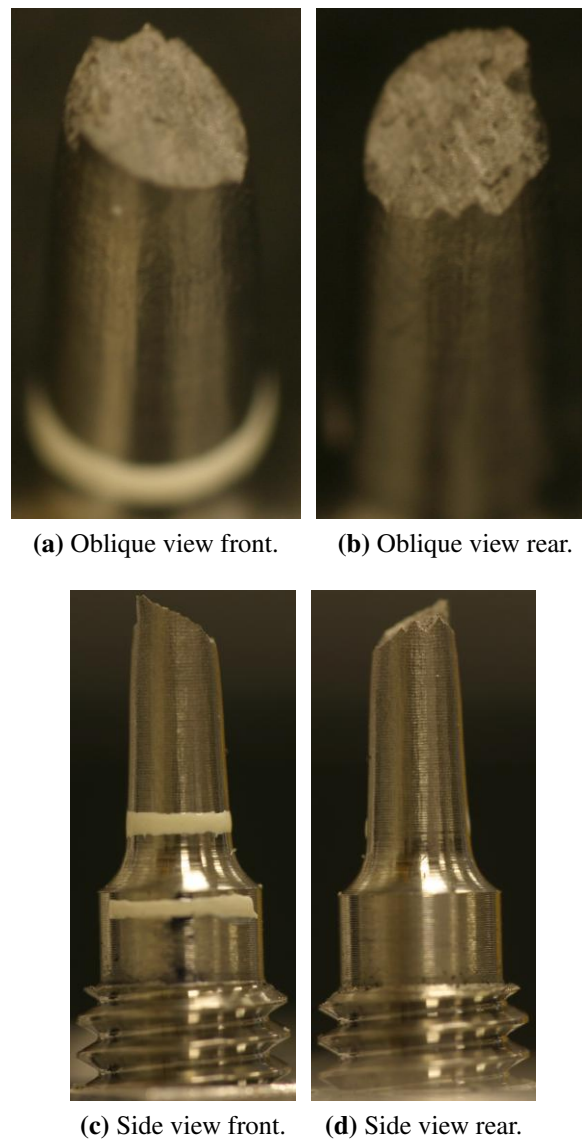 (a) Oblique view front.
(b) Oblique view rear.
(c) Side view front.
(d) Side view rear.